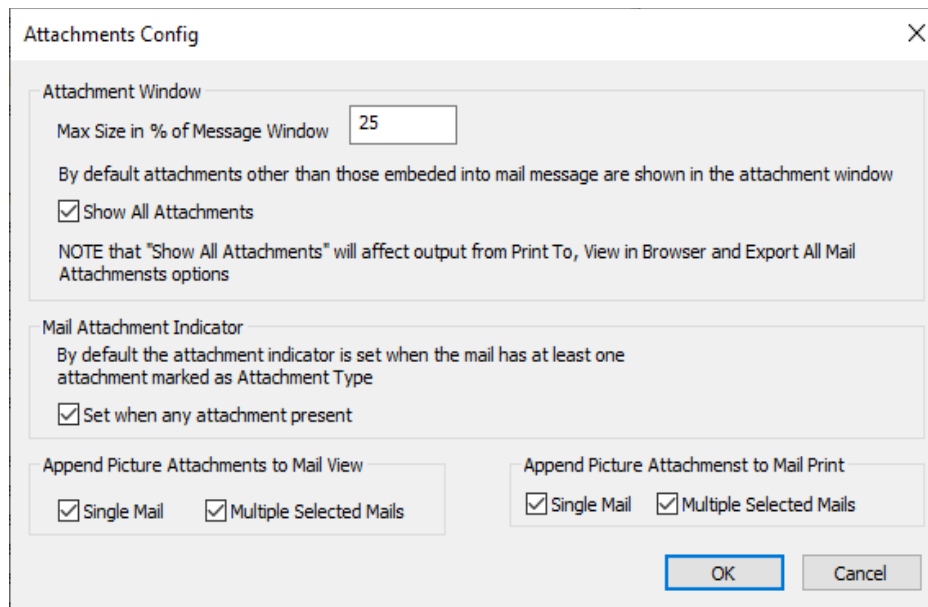 Attachments Config
Attachment Window
Max Size in % of Message Window 25
By default attachments other than those embeded into mail message are shown in the attachment window
Show All Attachments
NOTE that "Show All Attachments" will affect output from Print To, View in Browser and Export All Mail
Attachmensts options
Mail Attachment Indicator
By default the attachment indicator is set when the mail has at least one
attachment marked as Attachment Type
Set when any attachment present
Append Picture Attachments to Mail View
Single Mail Multiple Selected Mails
Append Picture Attachmenst to Mail Print
Single Mail Multiple Selected Mails
OK Cancel